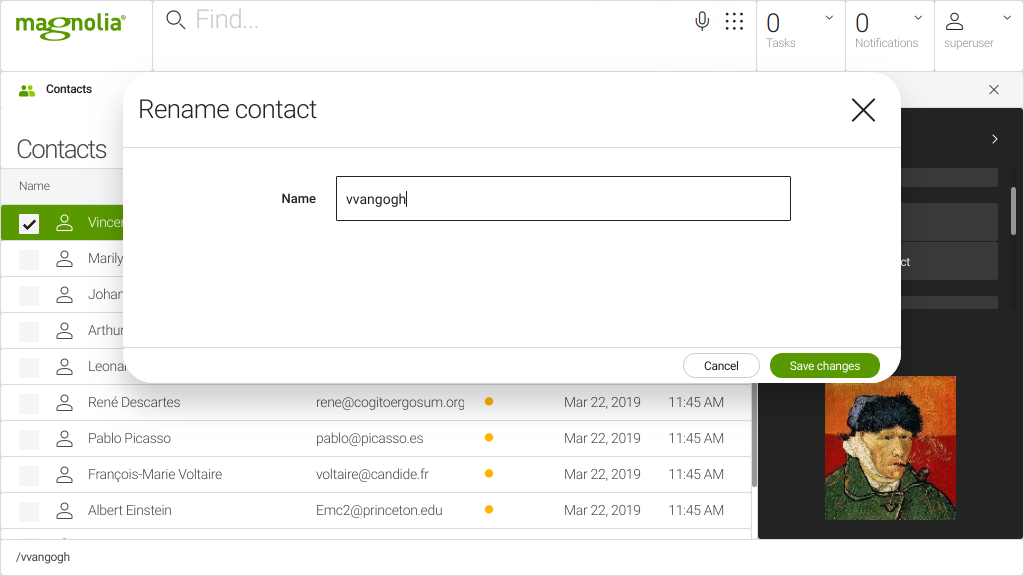 magnolia®
Find...
0
Tasks
0
Notifications
superuser
Contacts
Rename contact
Contacts
Name
Name
vvangogh
Vincen
Marily
Johan
Arthur
Leona
ct
Cancel
Save changes
René Descartes rene@cogitoergosum.org Mar 22, 2019 11:45 AM
Pablo Picasso pablo@picasso.es Mar 22, 2019 11:45 AM
François-Marie Voltaire voltaire@candide.fr Mar 22, 2019 11:45 AM
Albert Einstein Emc2@princeton.edu Mar 22, 2019 11:45 AM
/vvangogh